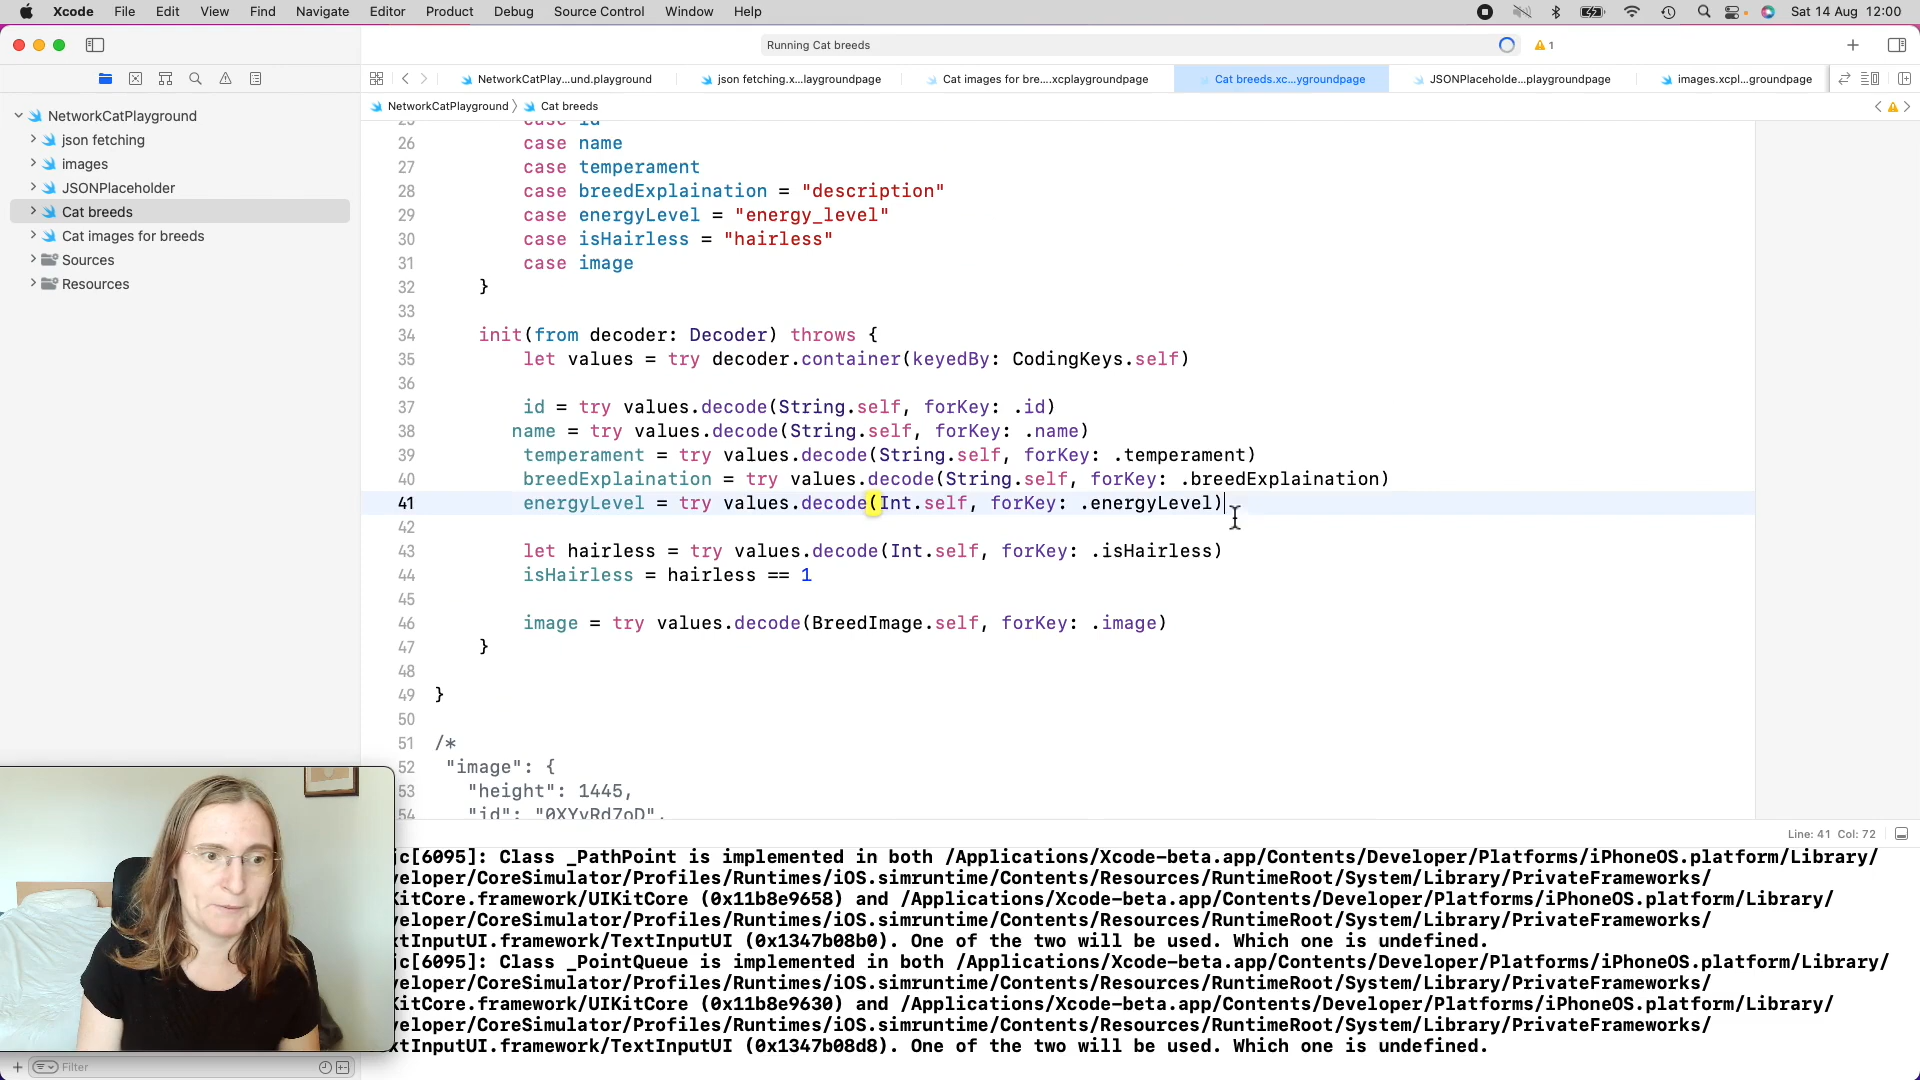 Xcode File Edit View Find Navigate Editor Product Debug Source Control Window Help Sat 14 Aug 12:00
Running Cat breeds 1
NetworkCatPlay...und.playground json fetching.x...laygroundpage Cat images for bre....xcplaygroundpage Cat breeds.xc...ygroundpage JSONPlaceholde...playgroundpage images.xcpl...groundpage
NetworkCatPlayground Cat breeds
NetworkCatPlayground
json fetching
images
JSONPlaceholder
Cat breeds
Cat images for breeds
Sources
Resources
25 case id
26 case name
27 case temperament
28 case breedExplaination = "description"
29 case energyLevel = "energy_level"
30 case isHairless = "hairless"
31 case image
32 }
33
34 init(from decoder: Decoder) throws {
35 let values = try decoder.container(keyedBy: CodingKeys.self)
36
37 id = try values.decode(String.self, forKey: .id)
38 name = try values.decode(String.self, forKey: .name)
39 temperament = try values.decode(String.self, forKey: .temperament)
40 breedExplaination = try values.decode(String.self, forKey: .breedExplaination)
41 energyLevel = try values.decode(Int.self, forKey: .energyLevel)
42
43 let hairless = try values.decode(Int.self, forKey: .isHairless)
44 isHairless = hairless == 1
45
46 image = try values.decode(BreedImage.self, forKey: .image)
47 }
48
49 }
50
51 /*
52 "image": {
53 "height": 1445,
54 "id": "0XYvRd7oD",
Line: 41 Col: 72
jc[6095]: Class _PathPoint is implemented in both /Applications/Xcode-beta.app/Contents/Developer/Platforms/iPhoneOS.platform/Library/
veloper/CoreSimulator/Profiles/Runtimes/iOS.simruntime/Contents/Resources/RuntimeRoot/System/Library/PrivateFrameworks/
KitCore.framework/UIKitCore (0x11b8e9658) and /Applications/Xcode-beta.app/Contents/Developer/Platforms/iPhoneOS.platform/Library/
veloper/CoreSimulator/Profiles/Runtimes/iOS.simruntime/Contents/Resources/RuntimeRoot/System/Library/PrivateFrameworks/
xtInputUI.framework/TextInputUI (0x1347b08b0). One of the two will be used. Which one is undefined.
jc[6095]: Class _PointQueue is implemented in both /Applications/Xcode-beta.app/Contents/Developer/Platforms/iPhoneOS.platform/Library/
veloper/CoreSimulator/Profiles/Runtimes/iOS.simruntime/Contents/Resources/RuntimeRoot/System/Library/PrivateFrameworks/
KitCore.framework/UIKitCore (0x11b8e9630) and /Applications/Xcode-beta.app/Contents/Developer/Platforms/iPhoneOS.platform/Library/
veloper/CoreSimulator/Profiles/Runtimes/iOS.simruntime/Contents/Resources/RuntimeRoot/System/Library/PrivateFrameworks/
xtInputUI.framework/TextInputUI (0x1347b08d8). One of the two will be used. Which one is undefined.
Filter